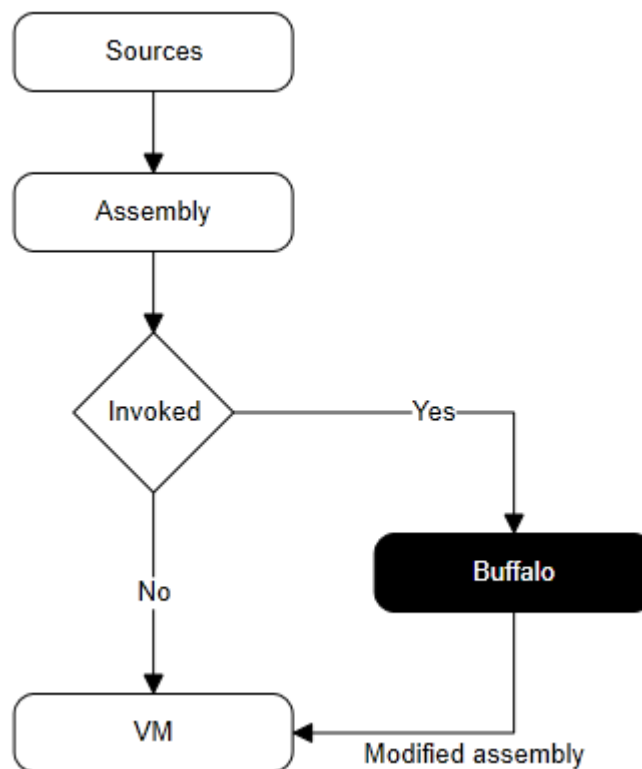 Sources
Assembly
Invoked
Yes
Buffalo
No
VM
Modified assembly